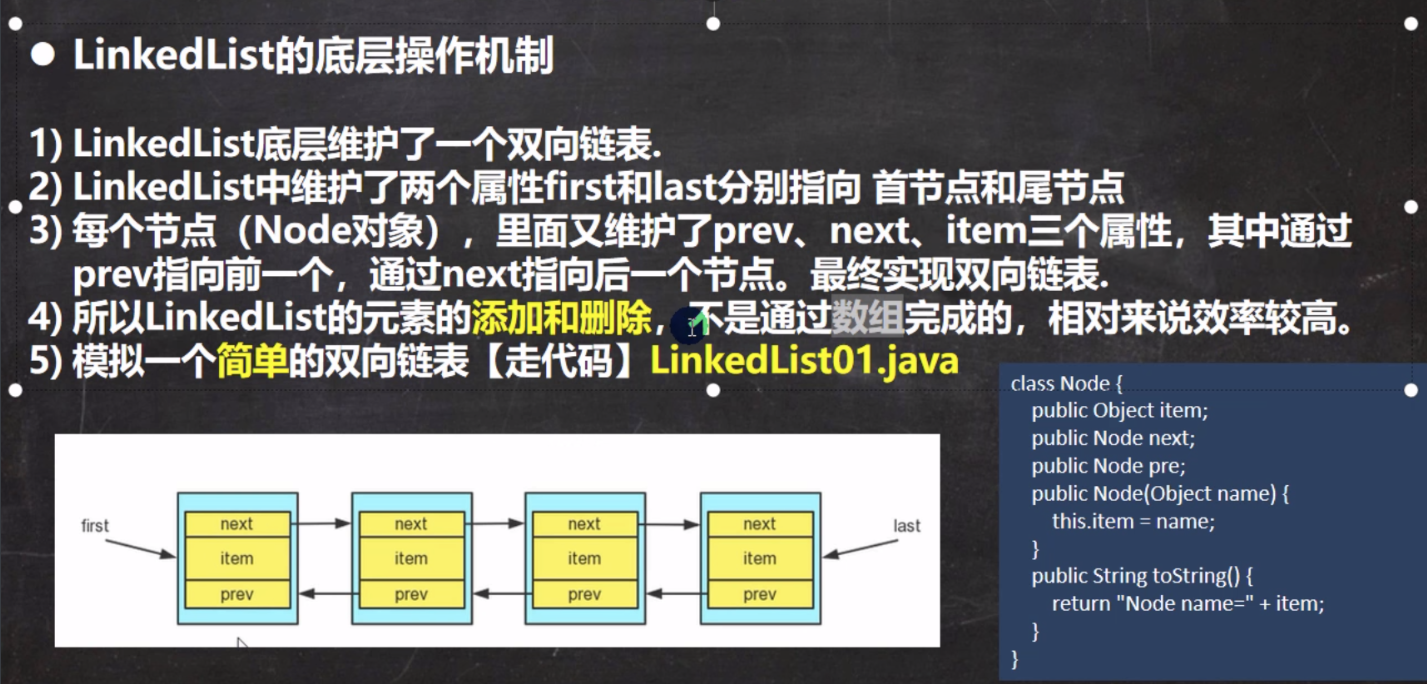 ● LinkedList的底层操作机制
1) LinkedList底层维护了一个双向链表.
2) LinkedList中维护了两个属性first和last分别指向 首节点和尾节点
3) 每个节点（Node对象），里面又维护了prev、next、item三个属性，其中通过
prev指向前一个，通过next指向后一个节点。最终实现双向链表.
4) 所以LinkedList的元素的添加和删除，不是通过数组完成的，相对来说效率较高。
5) 模拟一个简单的双向链表【走代码】LinkedList01.java
class Node {
public Object item;
public Node next;
public Node pre;
public Node(Object name) {
this.item = name;
}
public String toString() {
return "Node name=" + item;
}
}
first
next next next next
last
item item item item
prev prev prev prev